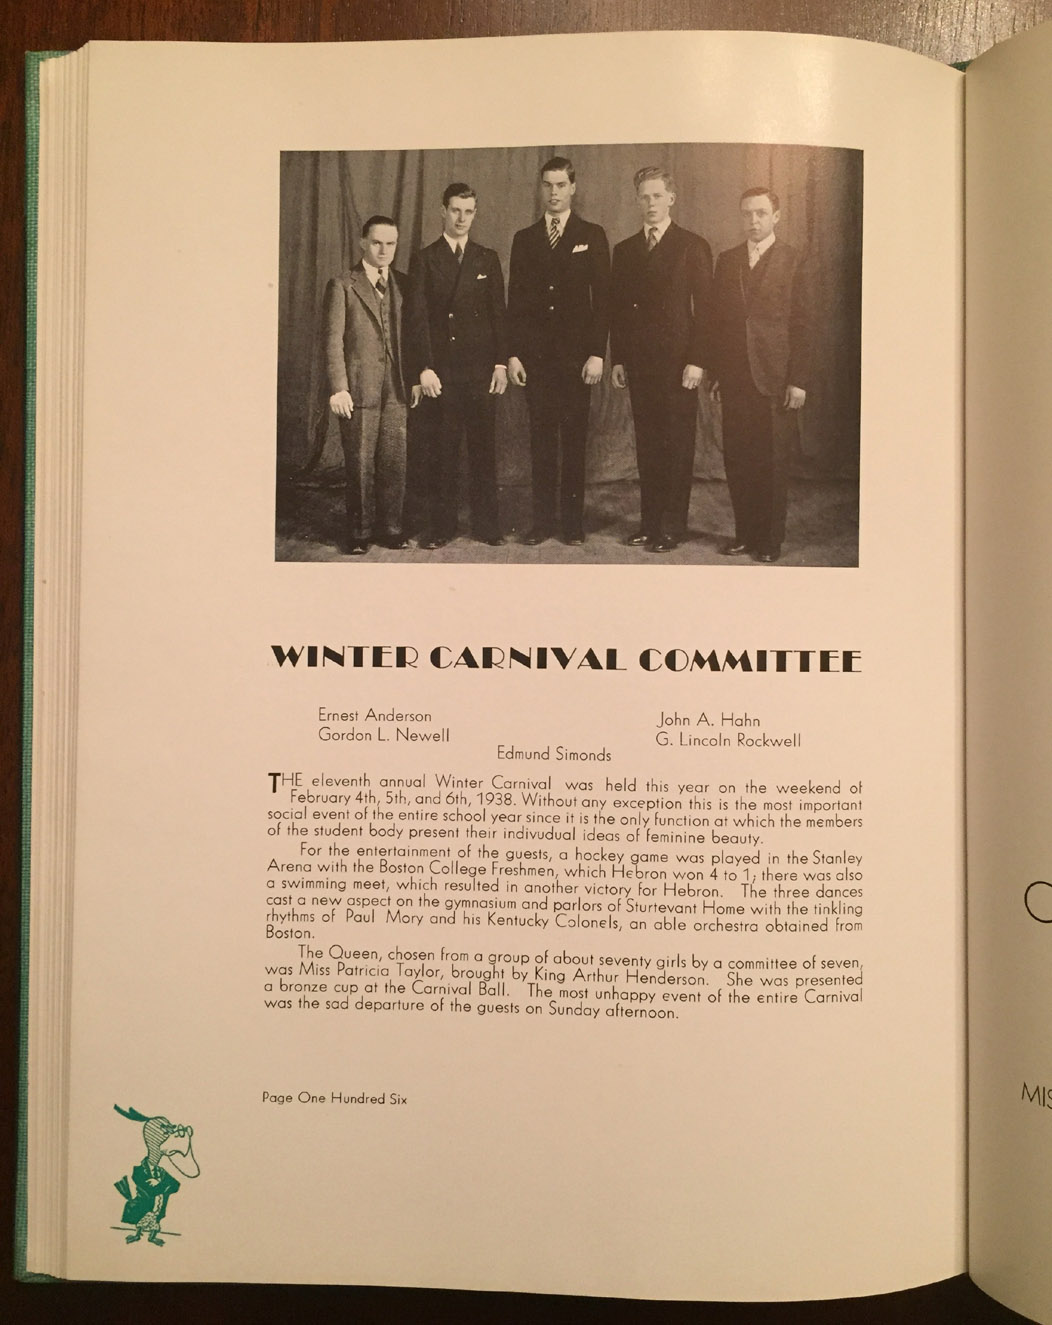 WINTER CARNIVAL COMMITTEE
Ernest Anderson
Gordon L. Newell
John A. Hahn
G. Lincoln Rockwell
Edmund Simonds
THE eleventh annual Winter Carnival was held this year on the weekend of
February 4th, 5th, and 6th, 1938. Without any exception this is the most important
social event of the entire school year since it is the only function at which the members
of the student body present their indivudual ideas of feminine beauty.
For the entertainment of the guests, a hockey game was played in the Stanley
Arena with the Boston College Freshmen, which Hebron won 4 to 1; there was also
a swimming meet, which resulted in another victory for Hebron. The three dances
cast a new aspect on the gymnasium and parlors of Sturtevant Home with the tinkling
rhythms of Paul Mory and his Kentucky Colonels, an able orchestra obtained from
Boston.
The Queen, chosen from a group of about seventy girls by a committee of seven,
was Miss Patricia Taylor, brought by King Arthur Henderson. She was presented
a bronze cup at the Carnival Ball. The most unhappy event of the entire Carnival
was the sad departure of the guests on Sunday afternoon.
Page One Hundred Six